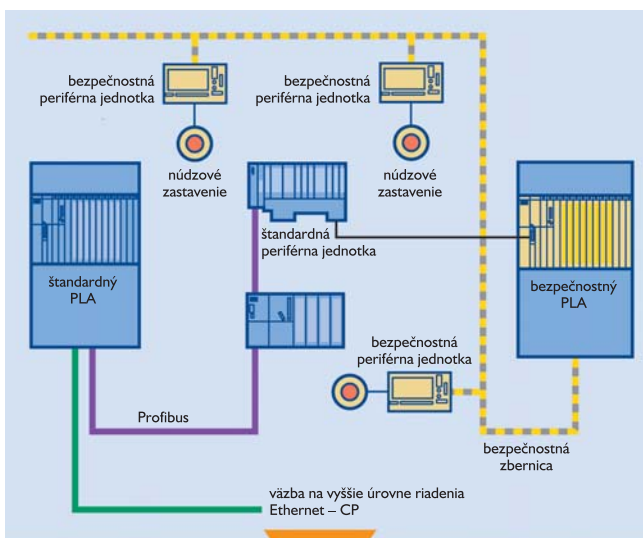 bezpečnostná
periférna jednotka
bezpečnostná
periférna jednotka
núdzové
zastavenie
núdzové
zastavenie
štandardná
periférna jednotka
štandardný
PLA
bezpečnostný
PLA
bezpečnostná
periférna jednotka
Profibus
bezpečnostná
zbernica
väzba na vyššie úrovne riadenia
Ethernet – CP